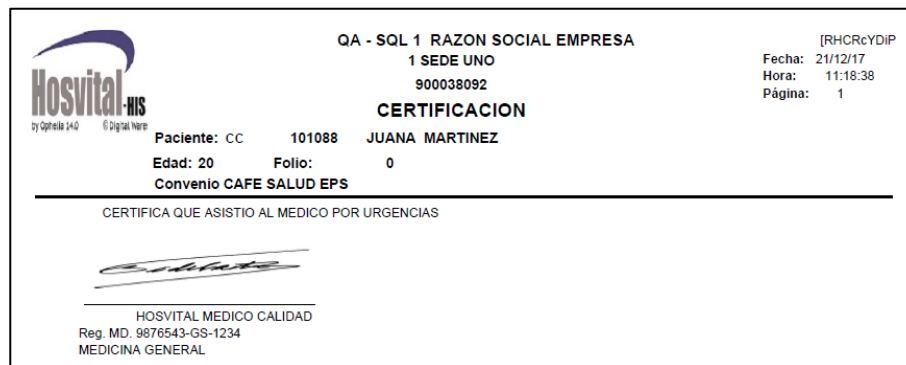 QA - SQL 1 RAZON SOCIAL EMPRESA
[RHCRcYDiP
1 SEDE UNO
Fecha: 21/12/17
900038092
Hora: 11:18:38
CERTIFICACION
Página: 1
Hosvital-HIS
by Ophelia 14.0 © Digital Ware
Paciente: CC 101088 JUANA MARTINEZ
Edad: 20 Folio: 0
Convenio CAFE SALUD EPS
CERTIFICA QUE ASISTIO AL MEDICO POR URGENCIAS
HOSVITAL MEDICO CALIDAD
Reg. MD. 9876543-GS-1234
MEDICINA GENERAL